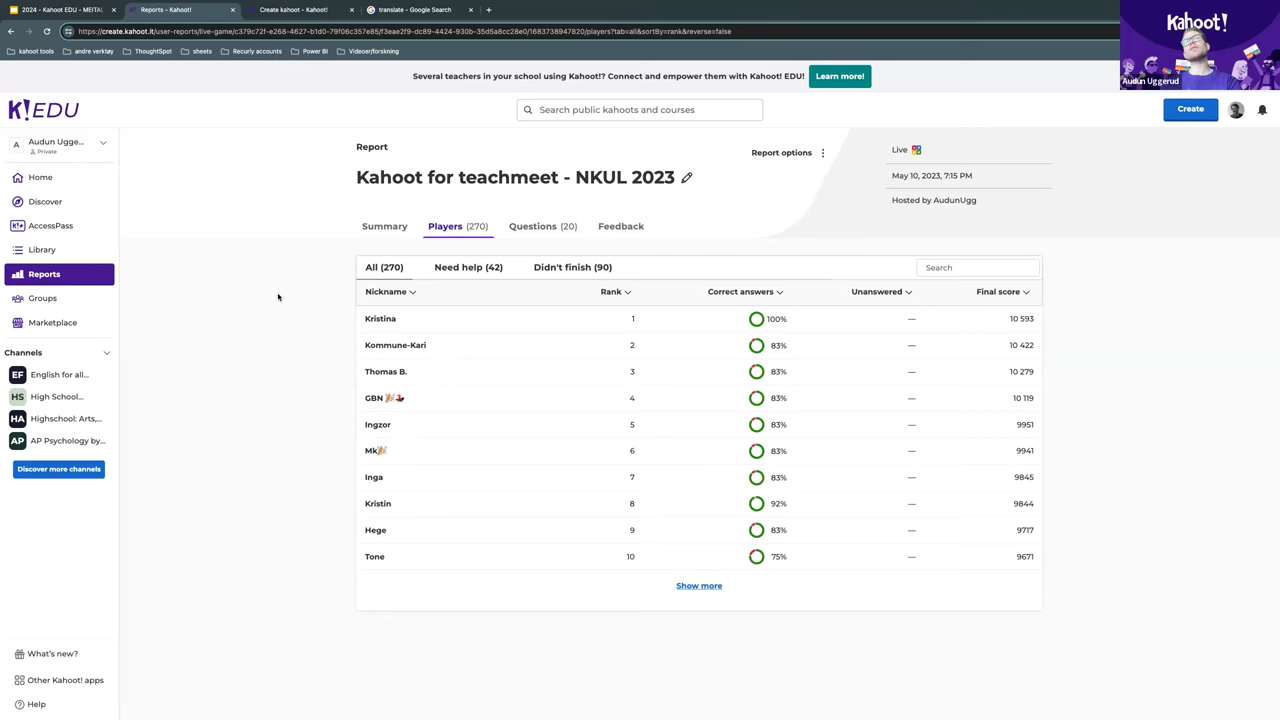 2024 - Kahoot EDU - MEITAL
Reports - Kahoot!
Create kahoot - Kahoot!
translate - Google Search
https://create.kahoot.it/user-reports/live-game/c379c72f-e268-4627-b1d0-79f06c357e85/f3eae2f9-dc89-4424-930b-35d5a8cc28e0/1683738947820/players?tab=all&sortBy=rank&reverse=false
kahoot tools
andre verktøy
ThoughtSpot
sheets
Recurly accounts
Power BI
Videoer/forskning
Kahoot!
Audun Uggerud
Several teachers in your school using Kahoot!? Connect and empower them with Kahoot! EDU!
Learn more!
K!EDU
Search public kahoots and courses
Create
A
Audun Ugge...
Private
Home
Discover
AccessPass
Library
Reports
Groups
Marketplace
Channels
EF English for all...
HS High School...
HA Highschool: Arts,...
AP AP Psychology by...
Discover more channels
What's new?
Other Kahoot! apps
Help
Report
Report options
Kahoot for teachmeet - NKUL 2023
Live
May 10, 2023, 7:15 PM
Hosted by AudunUgg
Summary
Players (270)
Questions (20)
Feedback
All (270)
Need help (42)
Didn't finish (90)
Search
Nickname Rank Correct answers Unanswered Final score
Kristina 1 100% — 10 593
Kommune-Kari 2 83% — 10 422
Thomas B. 3 83% — 10 279
GBN 4 83% — 10 119
Ingzor 5 83% — 9951
Mk 6 83% — 9941
Inga 7 83% — 9845
Kristin 8 92% — 9844
Hege 9 83% — 9717
Tone 10 75% — 9671
Show more